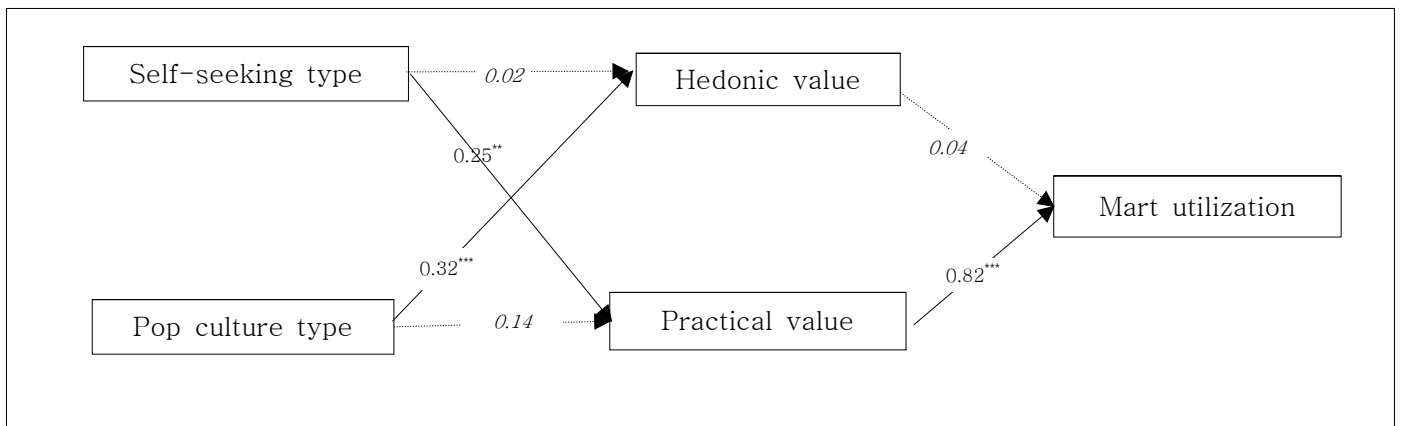 Self-seeking type
0.02
Hedonic value
0.25**
0.04
Mart utilization
0.32***
0.82***
Pop culture type
0.14
Practical value